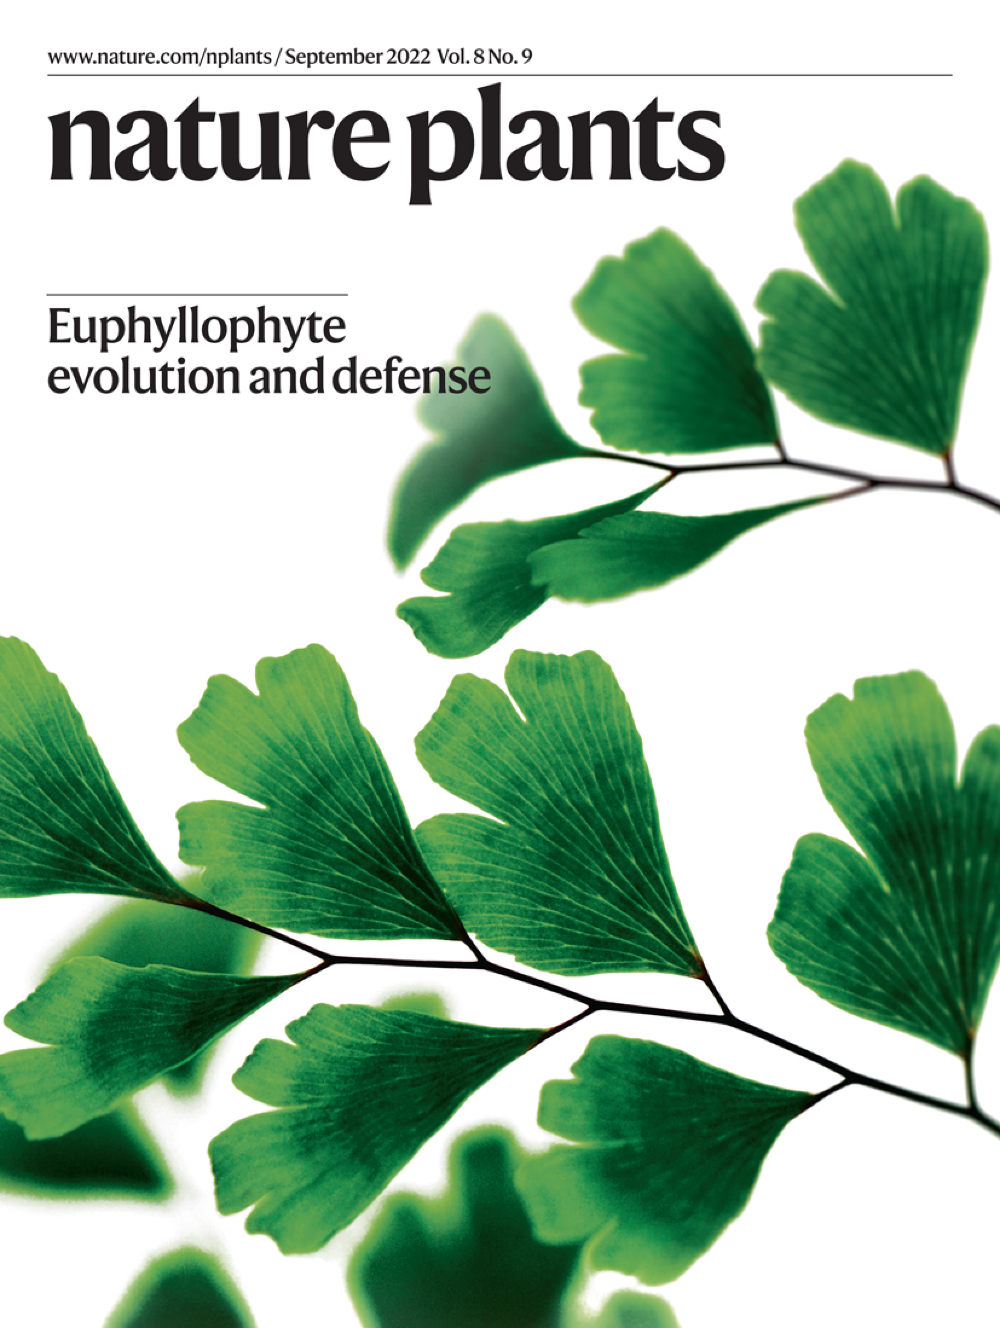 www.nature.com/nplants / September 2022 Vol. 8 No. 9
nature plants
Euphyllophyte
evolution and defense